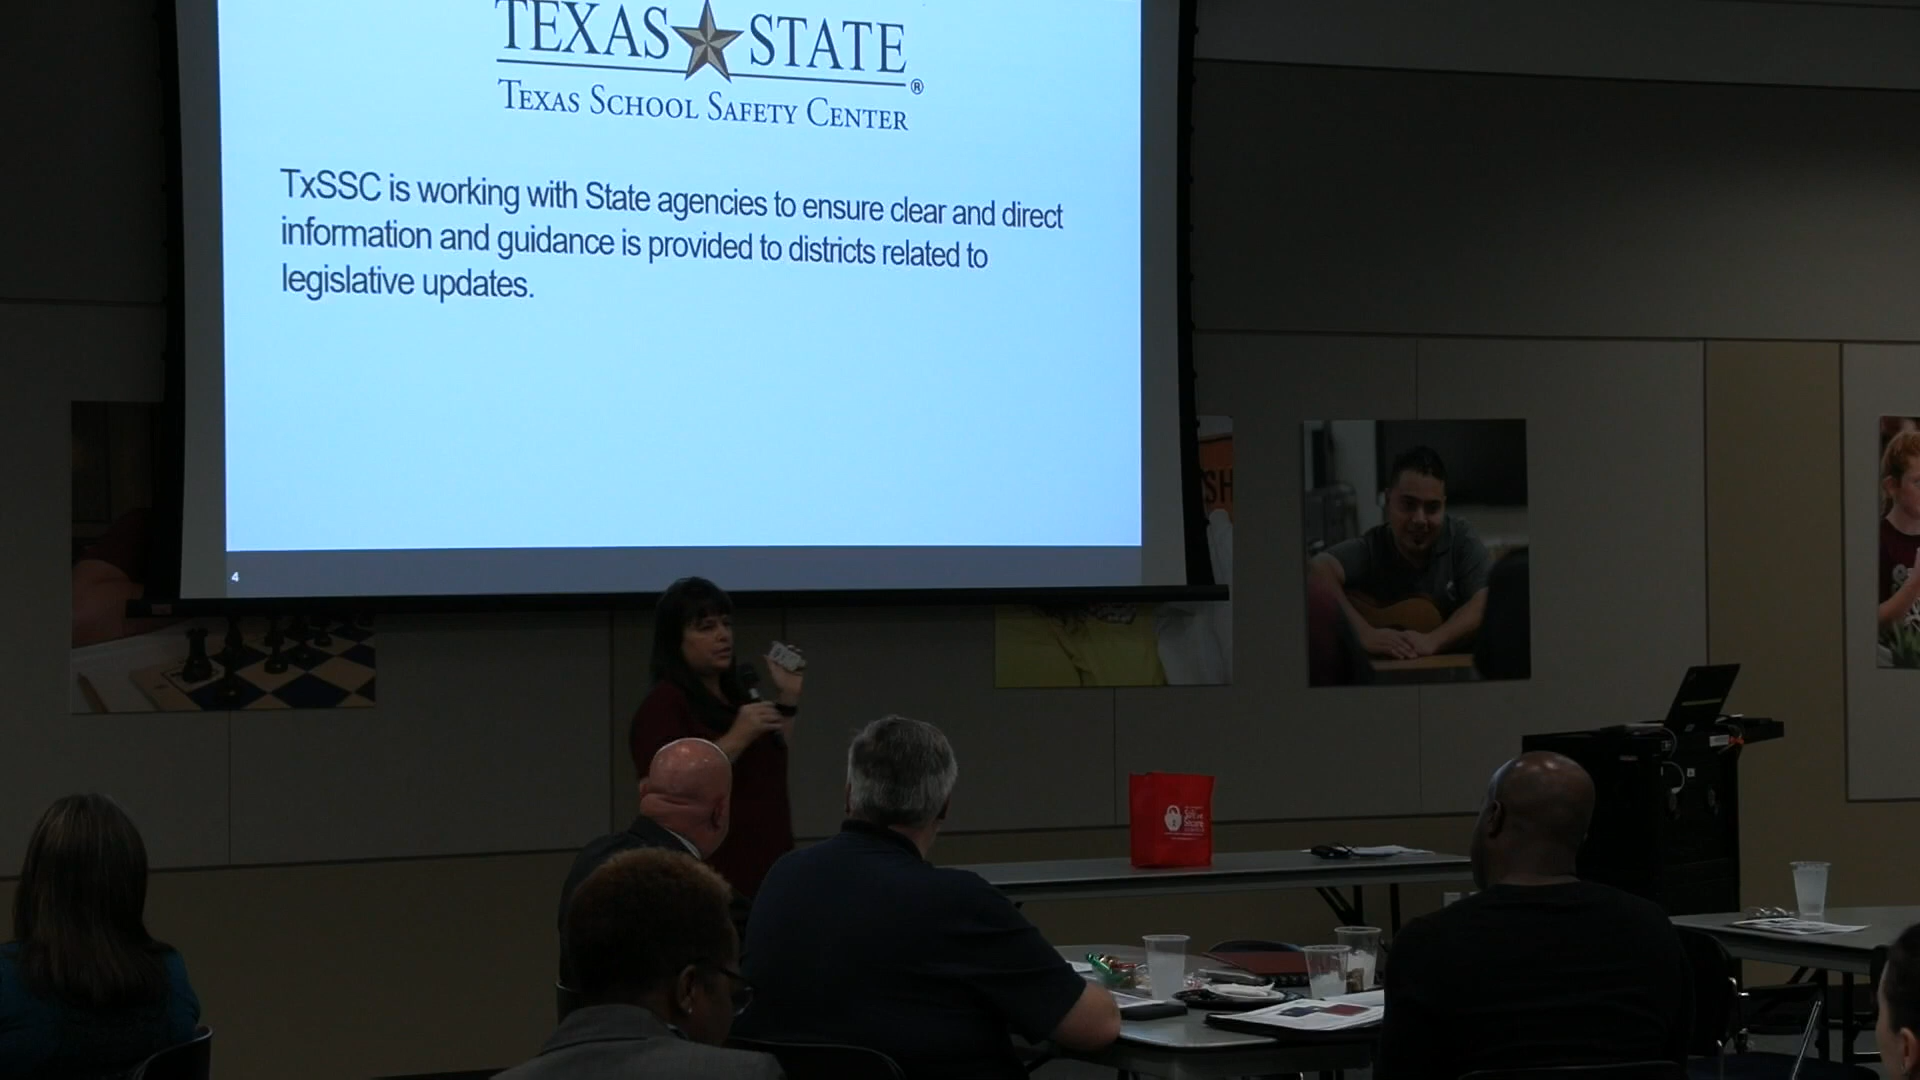 TEXAS STATE®
TEXAS SCHOOL SAFETY CENTER
TxSSC is working with State agencies to ensure clear and direct
information and guidance is provided to districts related to
legislative updates.
4
SH